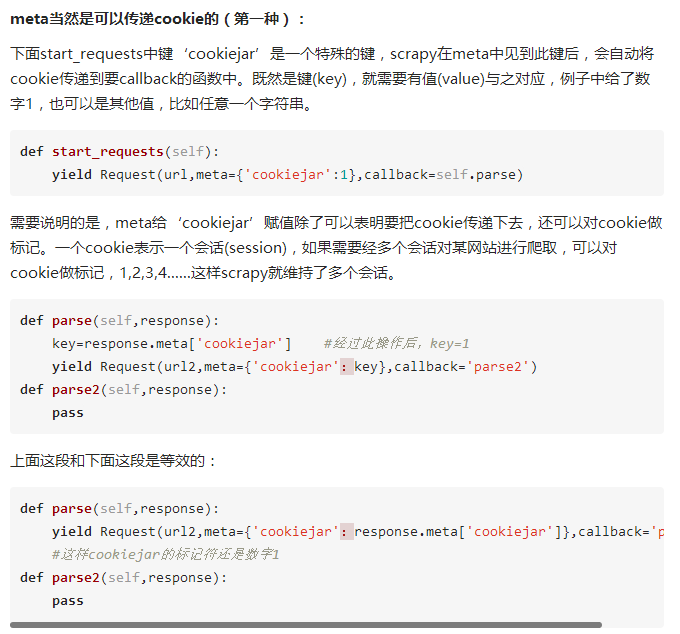 meta当然是可以传递cookie的（第一种）：
下面start_requests中键‘cookiejar’是一个特殊的键，scrapy在meta中见到此键后，会自动将
cookie传递到要callback的函数中。既然是键(key)，就需要有值(value)与之对应，例子中给了数
字1，也可以是其他值，比如任意一个字符串。
def start_requests(self):
    yield Request(url,meta={'cookiejar':1},callback=self.parse)
需要说明的是，meta给‘cookiejar’赋值除了可以表明要把cookie传递下去，还可以对cookie做
标记。一个cookie表示一个会话(session)，如果需要经多个会话对某网站进行爬取，可以对
cookie做标记，1,2,3,4......这样scrapy就维持了多个会话。
def parse(self,response):
    key=response.meta['cookiejar']    #经过此操作后，key=1
    yield Request(url2,meta={'cookiejar'：key},callback='parse2')
def parse2(self,response):
    pass
上面这段和下面这段是等效的：
def parse(self,response):
    yield Request(url2,meta={'cookiejar'：response.meta['cookiejar']},callback='p
    #这样cookiejar的标记符还是数字1
def parse2(self,response):
    pass